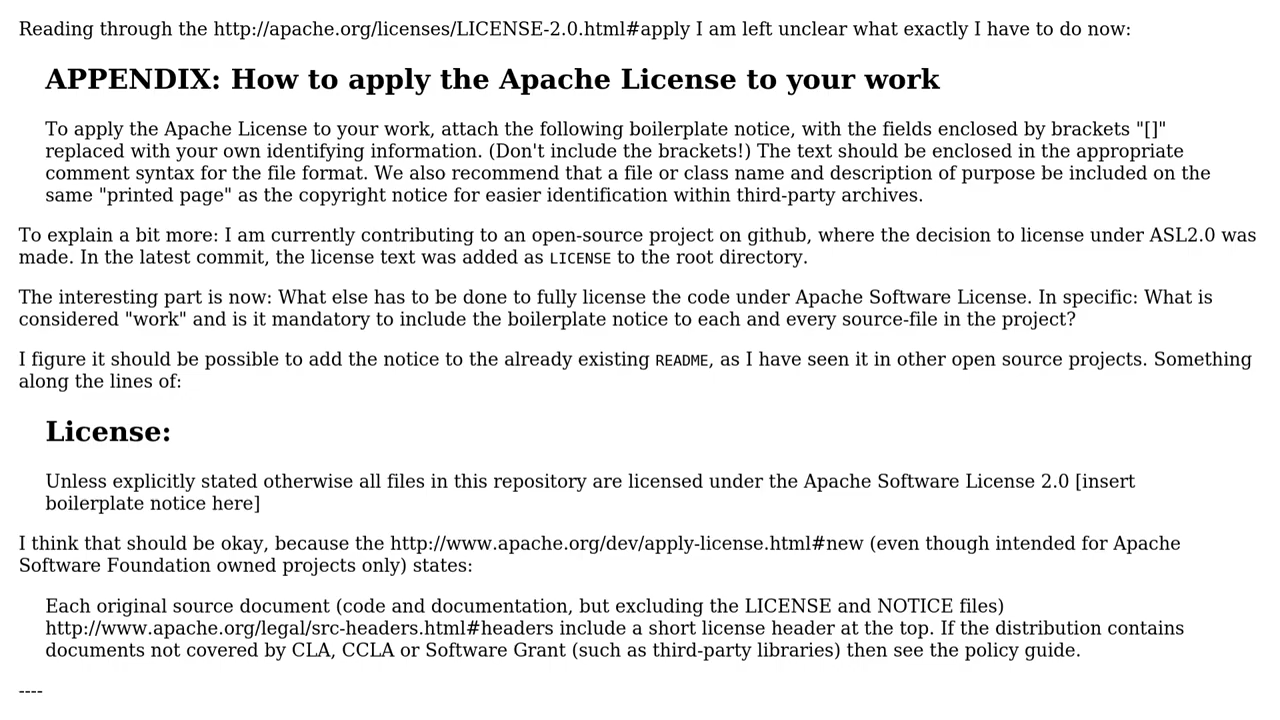 Reading through the http://apache.org/licenses/LICENSE-2.0.html#apply I am left unclear what exactly I have to do now:
APPENDIX: How to apply the Apache License to your work
To apply the Apache License to your work, attach the following boilerplate notice, with the fields enclosed by brackets "[]"
replaced with your own identifying information. (Don't include the brackets!) The text should be enclosed in the appropriate
comment syntax for the file format. We also recommend that a file or class name and description of purpose be included on the
same "printed page" as the copyright notice for easier identification within third-party archives.
To explain a bit more: I am currently contributing to an open-source project on github, where the decision to license under ASL2.0 was
made. In the latest commit, the license text was added as LICENSE to the root directory.
The interesting part is now: What else has to be done to fully license the code under Apache Software License. In specific: What is
considered "work" and is it mandatory to include the boilerplate notice to each and every source-file in the project?
I figure it should be possible to add the notice to the already existing README, as I have seen it in other open source projects. Something
along the lines of:
License:
Unless explicitly stated otherwise all files in this repository are licensed under the Apache Software License 2.0 [insert
boilerplate notice here]
I think that should be okay, because the http://www.apache.org/dev/apply-license.html#new (even though intended for Apache
Software Foundation owned projects only) states:
Each original source document (code and documentation, but excluding the LICENSE and NOTICE files)
http://www.apache.org/legal/src-headers.html#headers include a short license header at the top. If the distribution contains
documents not covered by CLA, CCLA or Software Grant (such as third-party libraries) then see the policy guide.
----